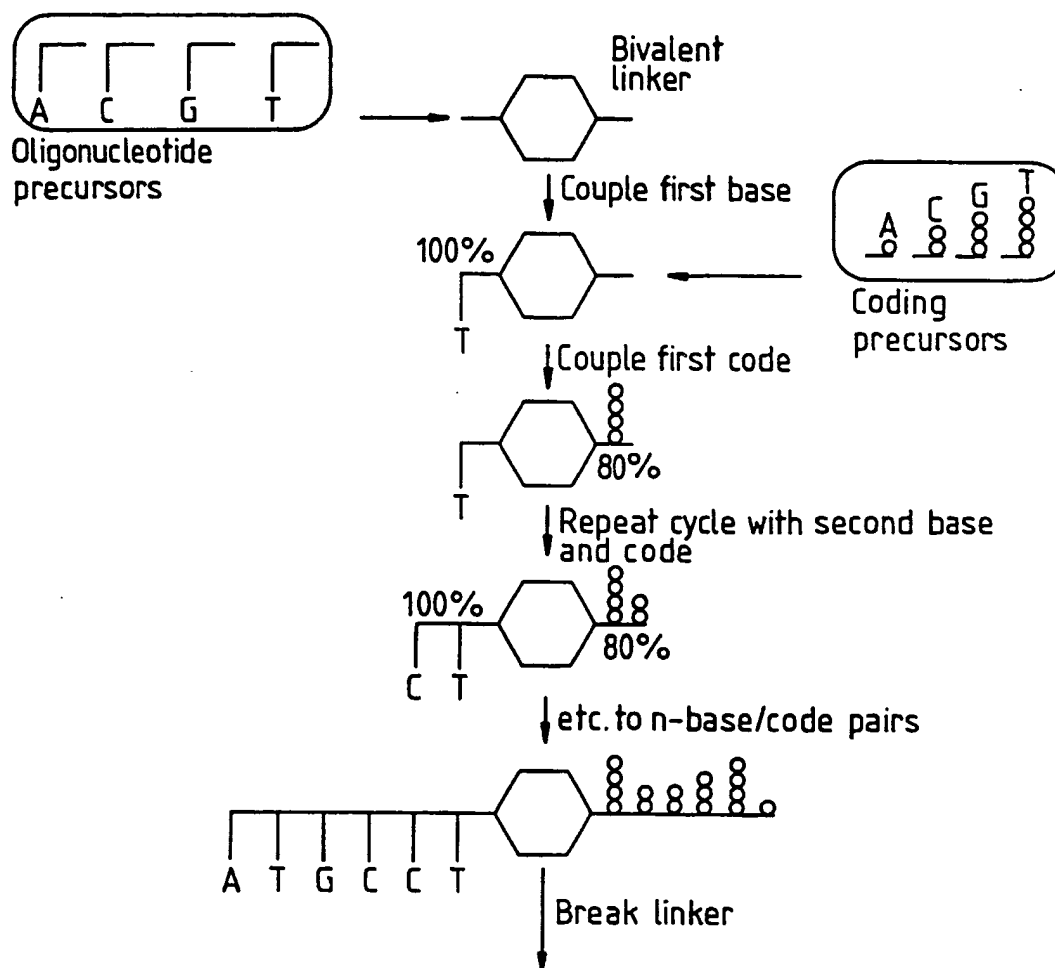 A C G T
Oligonucleotide
precursors
Bivalent
linker
Couple first base
A C G T
Coding
precursors
100%
T
Couple first code
80%
T
Repeat cycle with second base
and code
100%
80%
C T
etc. to n-base/code pairs
A T G C C T
Break linker